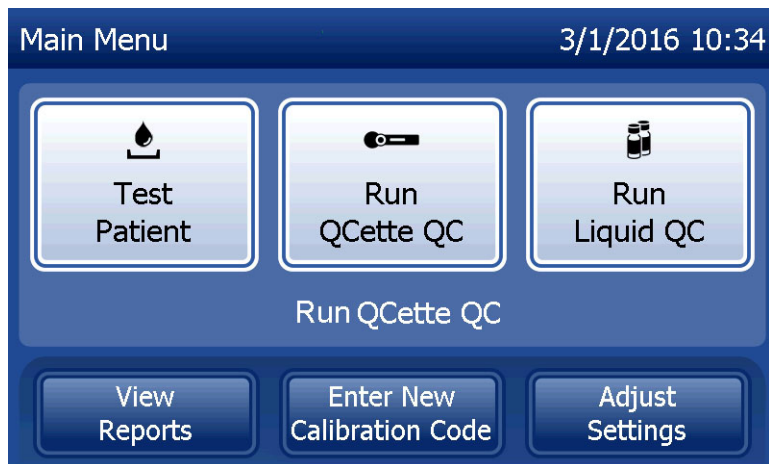 Main Menu 3/1/2016 10:34
Test
Patient
Run
QCette QC
Run
Liquid QC
Run QCette QC
View
Reports
Enter New
Calibration Code
Adjust
Settings